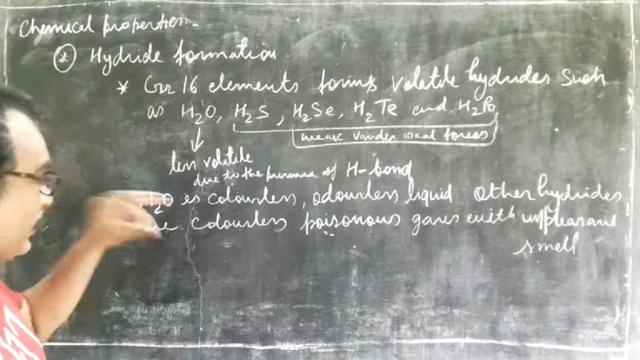 Chemical properties.
② Hydride formation
* Gr 16 elements forms volatile hydrides such
as H₂O, H₂S, H₂Se, H₂Te and H₂Po
weak vander waal forces
less volatile
due to the presence of H-bond
H₂O is colourless, odourless liquid. Other hydrides
colourless poisonous gases with unpleasant
smell